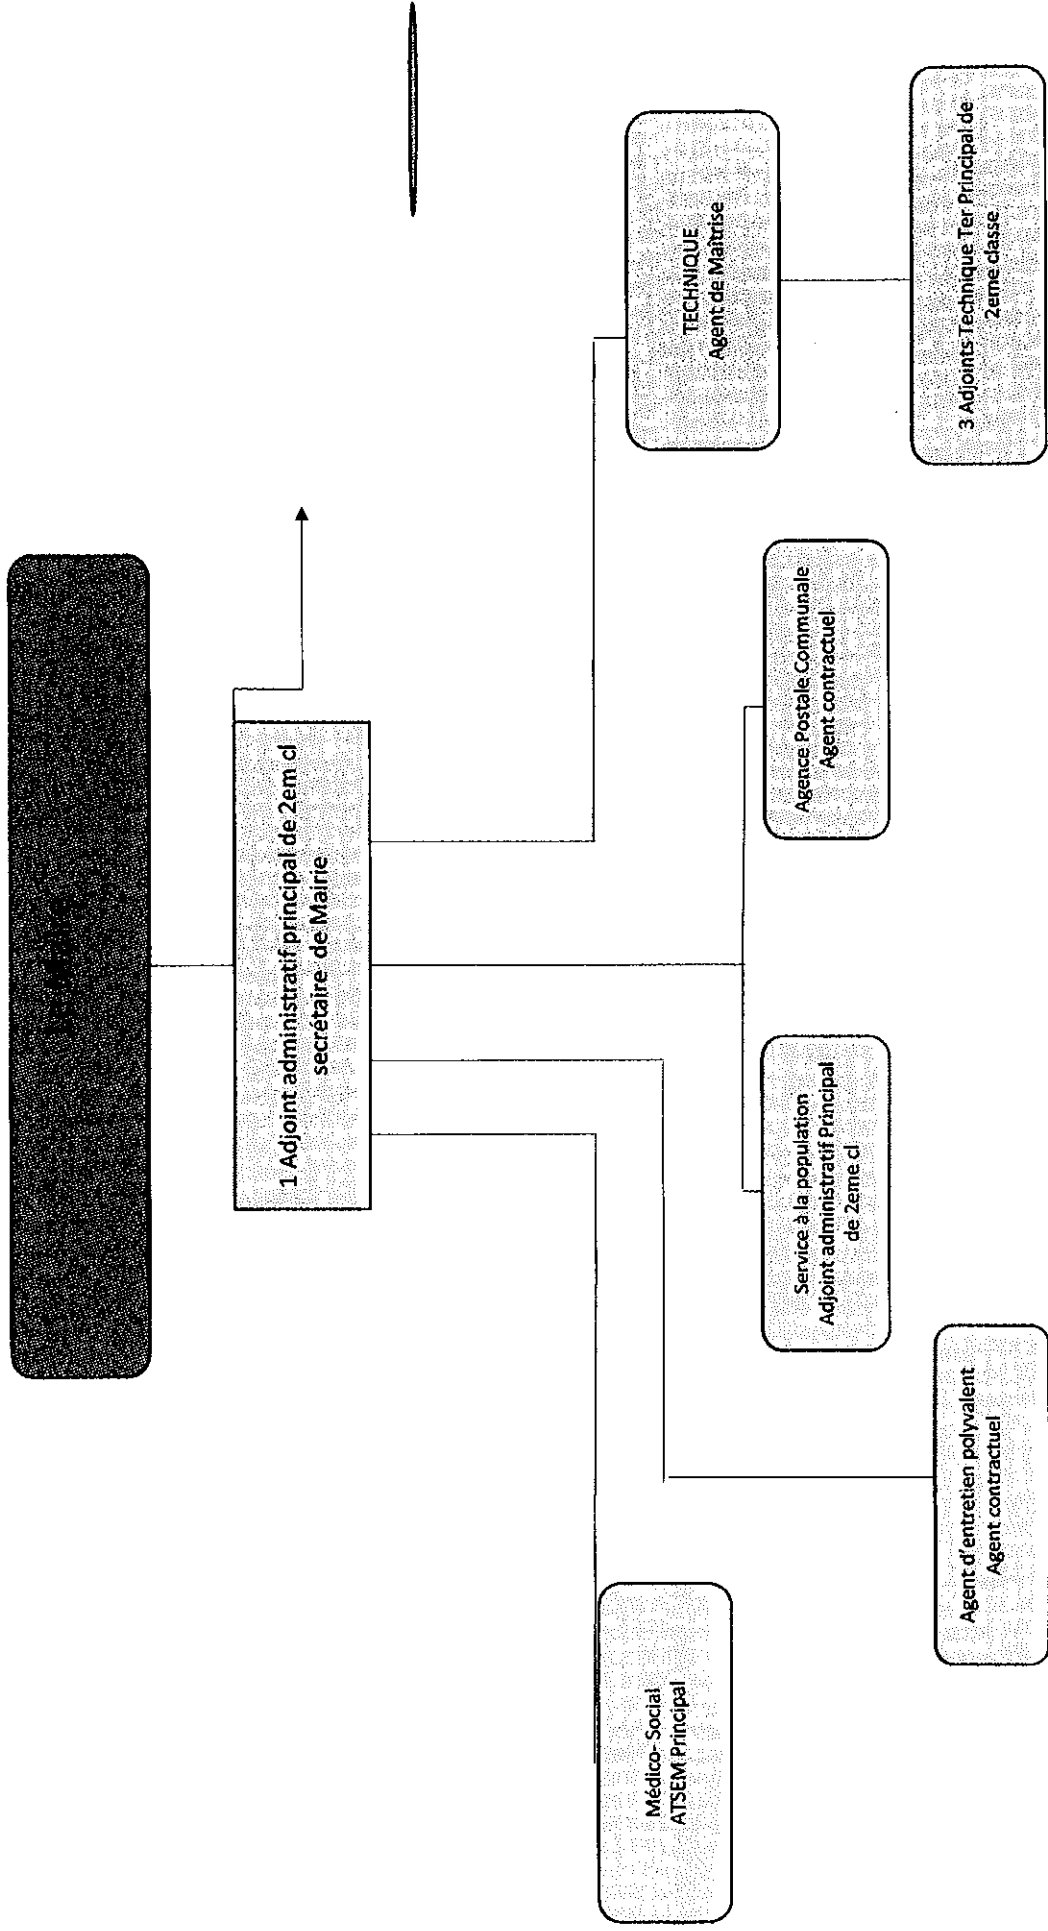 1 Adjoint administratif principal de 2em cl
secrétaire de Mairie
Médico- Social
ATSEM Principal
Agent d'entretien polyvalent
Agent contractuel
Service à la population
Adjoint administratif Principal
de 2eme cl
Agence Postale Communale
Agent contractuel
TECHNIQUE
Agent de Maîtrise
3 Adjoints Technique Ter Principal de
2eme classe